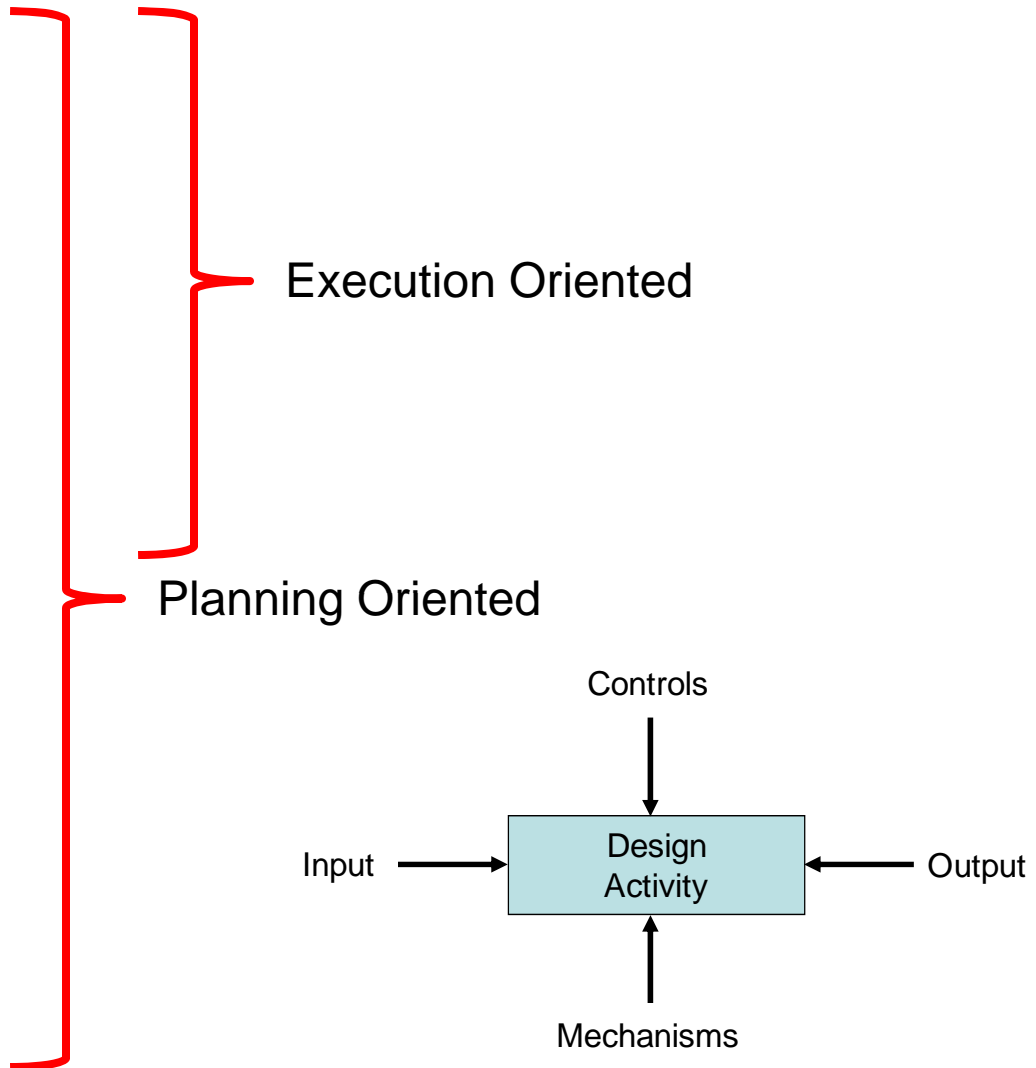 Execution Oriented
Planning Oriented
Controls
Input
Design
Activity
Output
Mechanisms